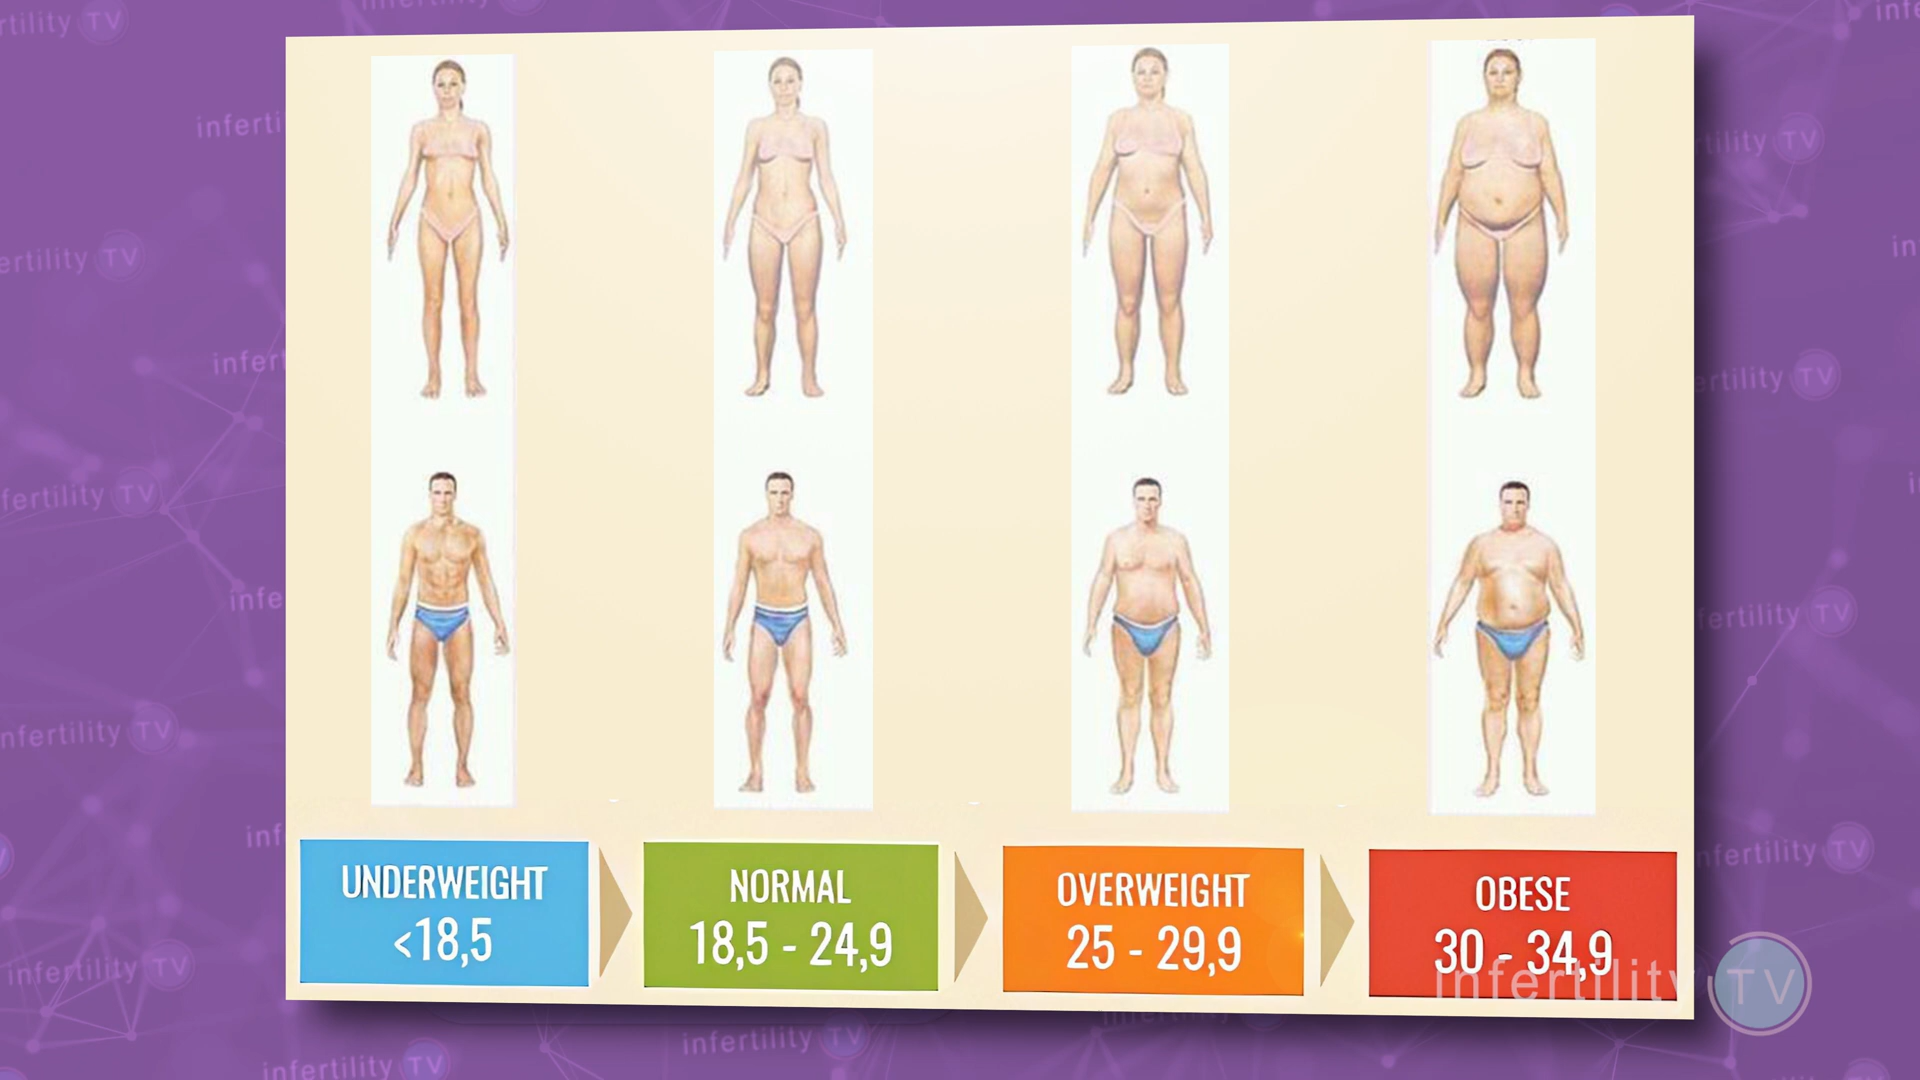 UNDERWEIGHT
<18,5
NORMAL
18,5 - 24,9
OVERWEIGHT
25 - 29,9
OBESE
30 - 34,9
infertility TV